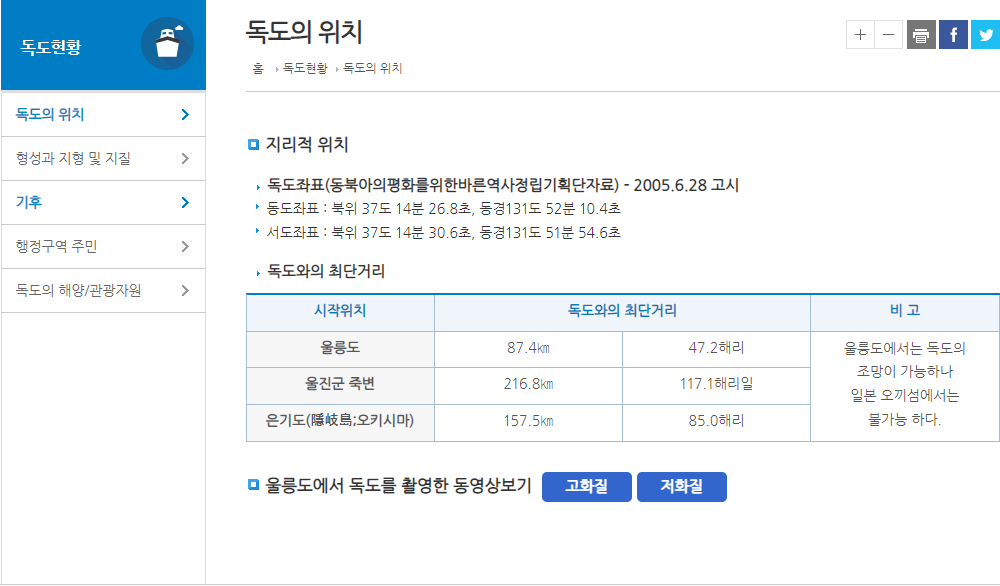 독도현황
독도의 위치
형성과 지형 및 지질
기후
행정구역 주민
독도의 해양/관광자원
독도의 위치
홈 › 독도현황 › 독도의 위치
지리적 위치
독도좌표(동북아의평화를위한바른역사정립기획단자료) - 2005.6.28 고시
동도좌표 : 북위 37도 14분 26.8초, 동경131도 52분 10.4초
서도좌표 : 북위 37도 14분 30.6초, 동경131도 51분 54.6초
독도와의 최단거리
시작위치 독도와의 최단거리 비 고
울릉도 87.4㎞ 47.2해리
울진군 죽변 216.8㎞ 117.1해리일
은기도(隱岐島;오키시마) 157.5㎞ 85.0해리
울릉도에서는 독도의
조망이 가능하나
일본 오끼섬에서는
불가능 하다.
울릉도에서 독도를 촬영한 동영상보기 고화질 저화질